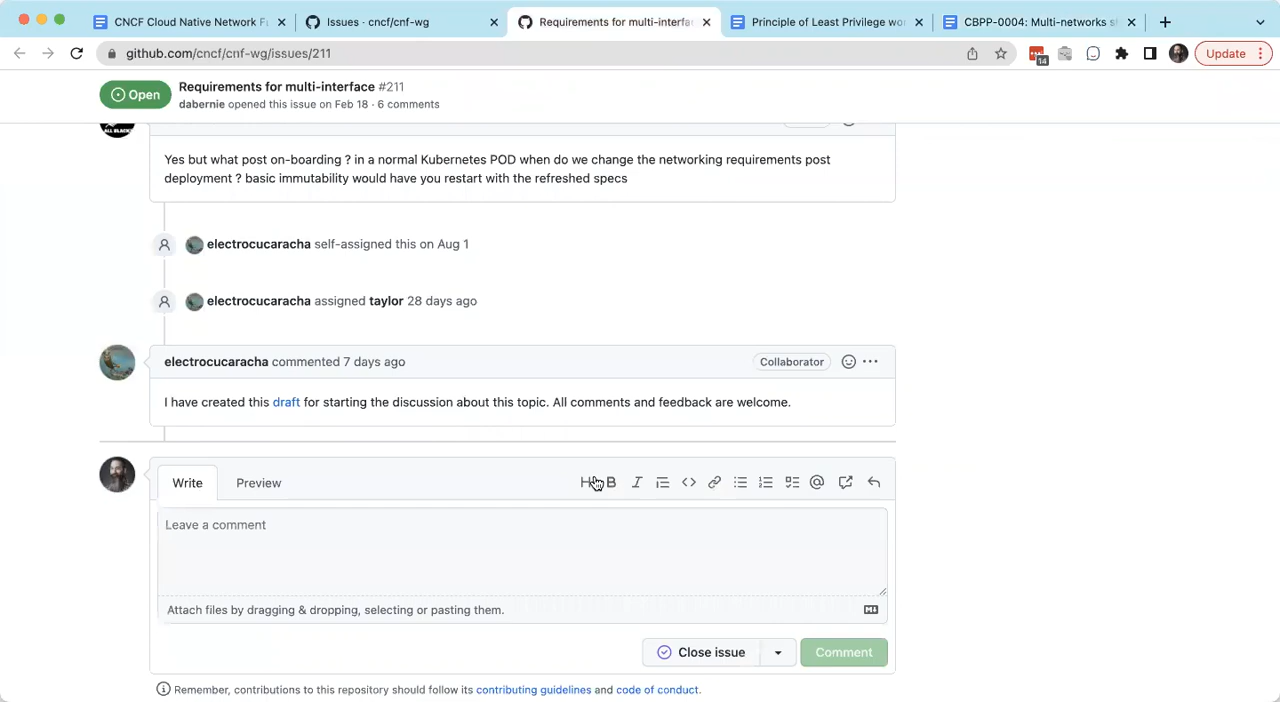 CNCF Cloud Native Network F
Issues · cncf/cnf-wg
Requirements for multi-interfa
Principle of Least Privilege wo
CBPP-0004: Multi-networks s
github.com/cncf/cnf-wg/issues/211
14
Update
Open
Requirements for multi-interface #211
dabernie opened this issue on Feb 18 · 6 comments
ALL BLACKS
Yes but what post on-boarding ? in a normal Kubernetes POD when do we change the networking requirements post
deployment ? basic immutability would have you restart with the refreshed specs
electrocucaracha self-assigned this on Aug 1
electrocucaracha assigned taylor 28 days ago
electrocucaracha commented 7 days ago
Collaborator
I have created this draft for starting the discussion about this topic. All comments and feedback are welcome.
Write
Preview
H B I
Leave a comment
Attach files by dragging & dropping, selecting or pasting them.
Close issue
Comment
Remember, contributions to this repository should follow its contributing guidelines and code of conduct.